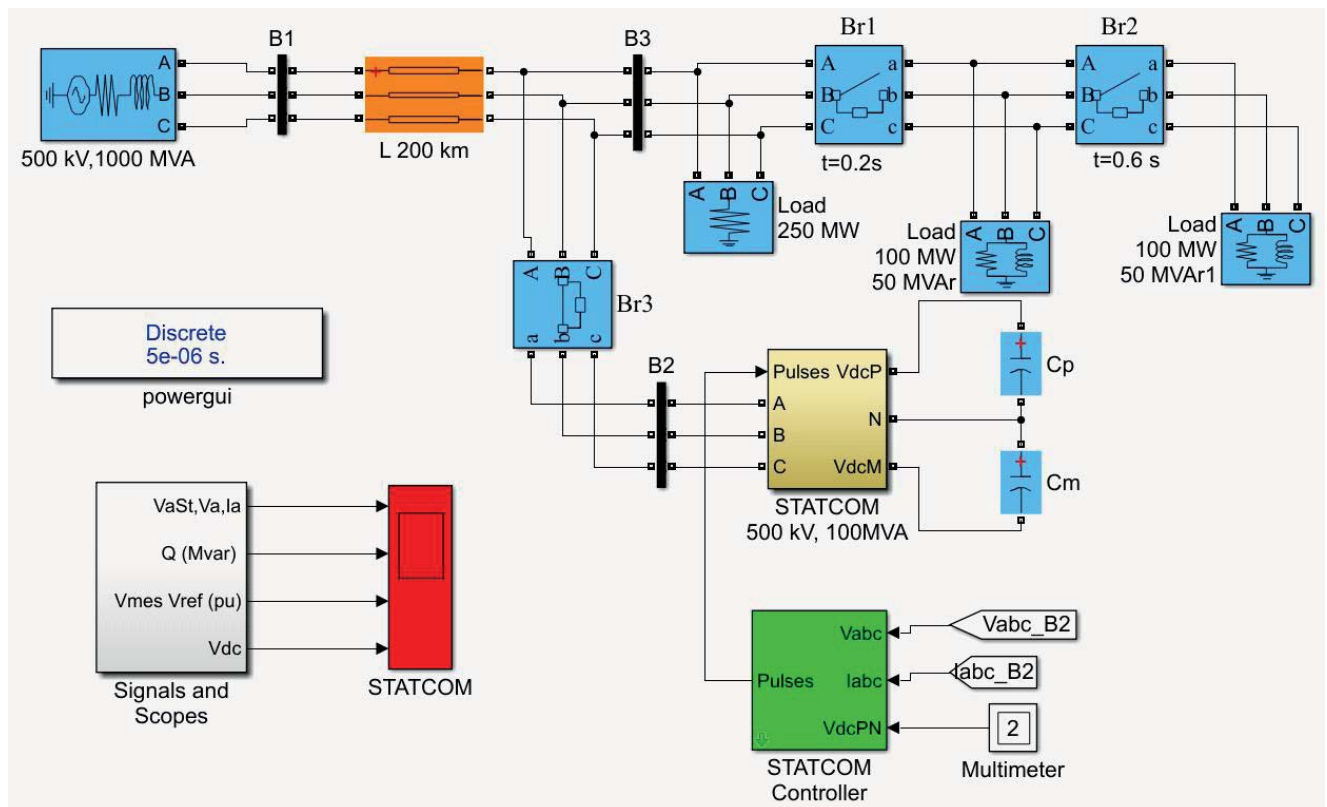 B1
A
B
C
500 kV,1000 MVA
L 200 km
B3
Br1
A
B
C
a
b
c
t=0.2s
Br2
A
B
C
a
b
c
t=0.6 s
A
B
C
Load
250 MW
A
B
C
Load
100 MW
50 MVAr
A
B
C
Load
100 MW
50 MVAr1
A
B
C
a
b
c
Br3
Discrete
5e-06 s.
powergui
B2
Pulses
A
B
C
VdcP
N
VdcM
STATCOM
500 kV, 100MVA
Cp
Cm
VaSt,Va,Ia
Q (Mvar)
Vmes Vref (pu)
Vdc
Signals and
Scopes
STATCOM
Pulses
Vabc
Iabc
VdcPN
STATCOM
Controller
Vabc_B2
Iabc_B2
2
Multimeter